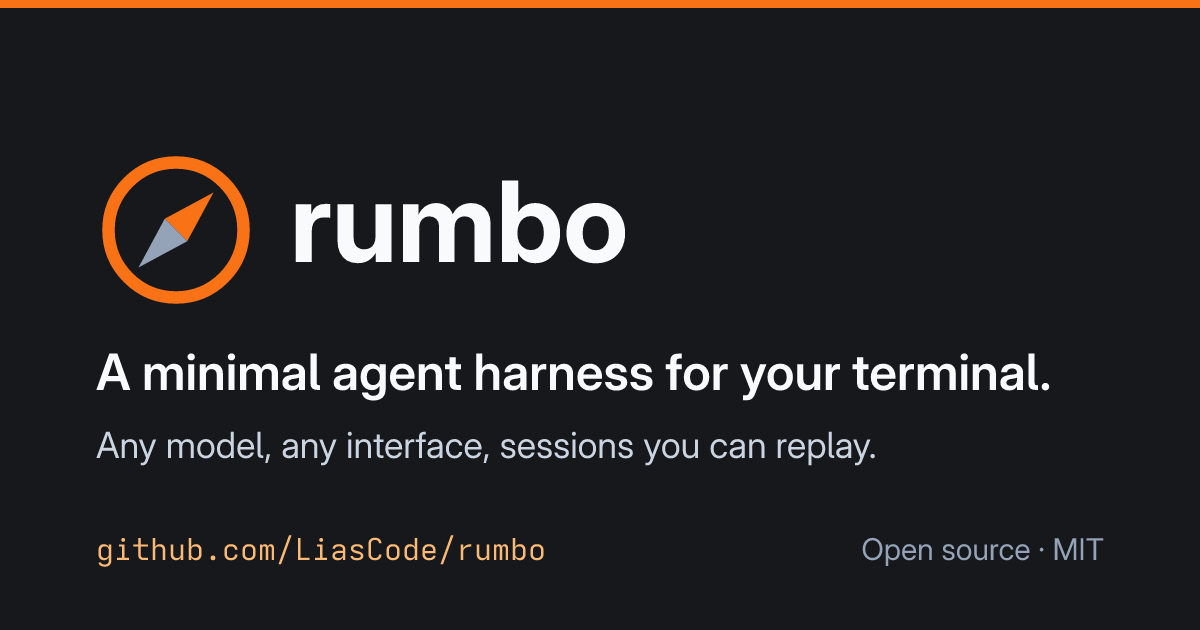 rumbo
A minimal agent harness for your terminal.
Any model, any interface, sessions you can replay.
github.com/LiasCode/rumbo
Open source · MIT